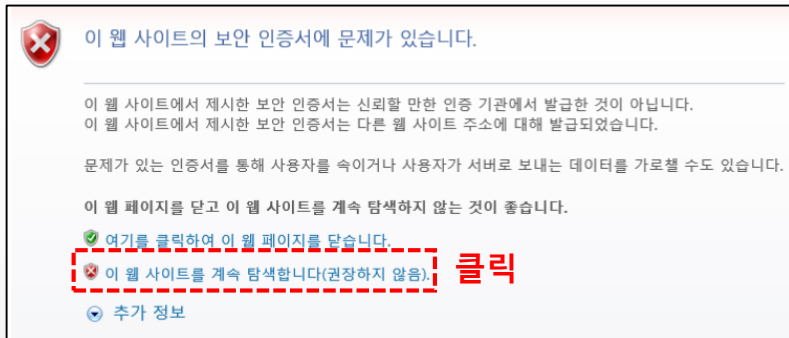 이 웹 사이트의 보안 인증서에 문제가 있습니다.
이 웹 사이트에서 제시한 보안 인증서는 신뢰할 만한 인증 기관에서 발급한 것이 아닙니다.
이 웹 사이트에서 제시한 보안 인증서는 다른 웹 사이트 주소에 대해 발급되었습니다.
문제가 있는 인증서를 통해 사용자를 속이거나 사용자가 서버로 보내는 데이터를 가로챌 수도 있습니다.
이 웹 페이지를 닫고 이 웹 사이트를 계속 탐색하지 않는 것이 좋습니다.
여기를 클릭하여 이 웹 페이지를 닫습니다.
이 웹 사이트를 계속 탐색합니다(권장하지 않음). 클릭
추가 정보